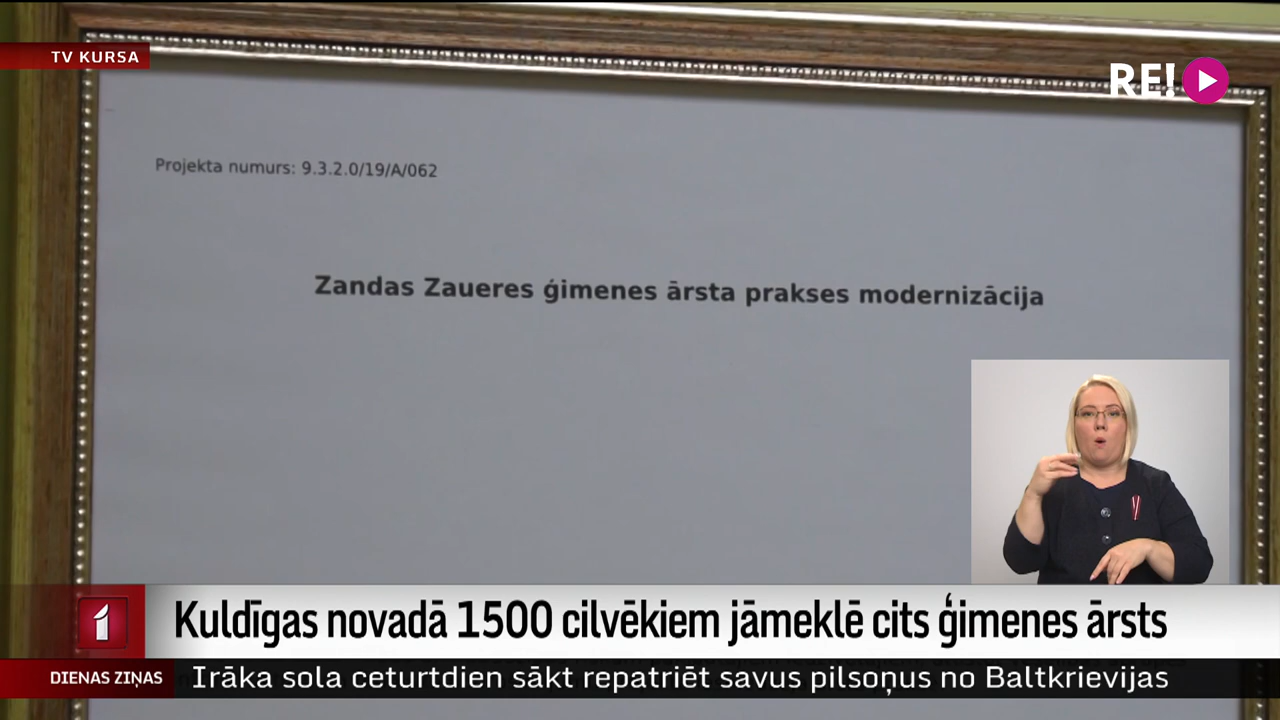 TV KURSA
RE!
Projekta numurs: 9.3.2.0/19/A/062
Zandas Zaueres ģimenes ārsta prakses modernizācija
1
Kuldīgas novadā 1500 cilvēkiem jāmeklē cits ģimenes ārsts
DIENAS ZIŅAS
Irāka sola ceturtdien sākt repatriēt savus pilsoņus no Baltkrievijas